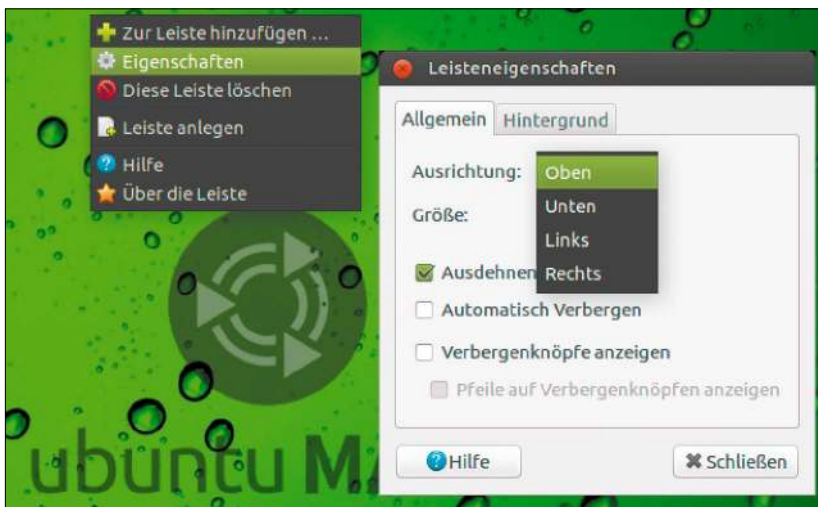 Zur Leiste hinzufügen ...
Eigenschaften
Diese Leiste löschen
Leiste anlegen
Hilfe
Über die Leiste
Leisteneigenschaften
Allgemein
Hintergrund
Ausrichtung:
Oben
Unten
Links
Rechts
Größe:
Ausdehnen
Automatisch Verbergen
Verbergenknöpfe anzeigen
Pfeile auf Verbergenknöpfen anzeigen
Hilfe
Schließen
ubuntu M